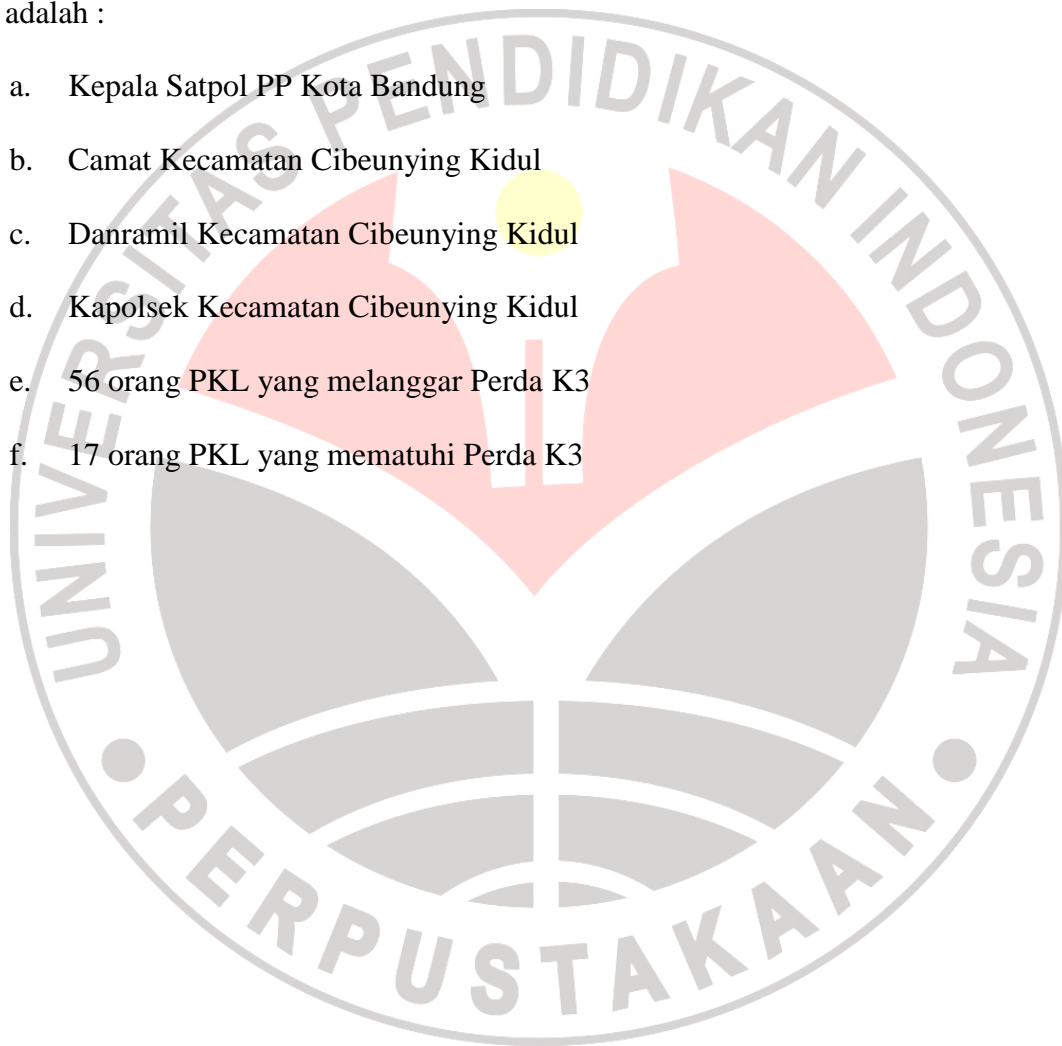 adalah :
a. Kepala Satpol PP Kota Bandung
b. Camat Kecamatan Cibeunying Kidul
c. Danramil Kecamatan Cibeunying Kidul
d. Kapolsek Kecamatan Cibeunying Kidul
e. 56 orang PKL yang melanggar Perda K3
f. 17 orang PKL yang mematuhi Perda K3
UNIVERSITAS PENDIDIKAN INDONESIA
PERPUSTAKAAN